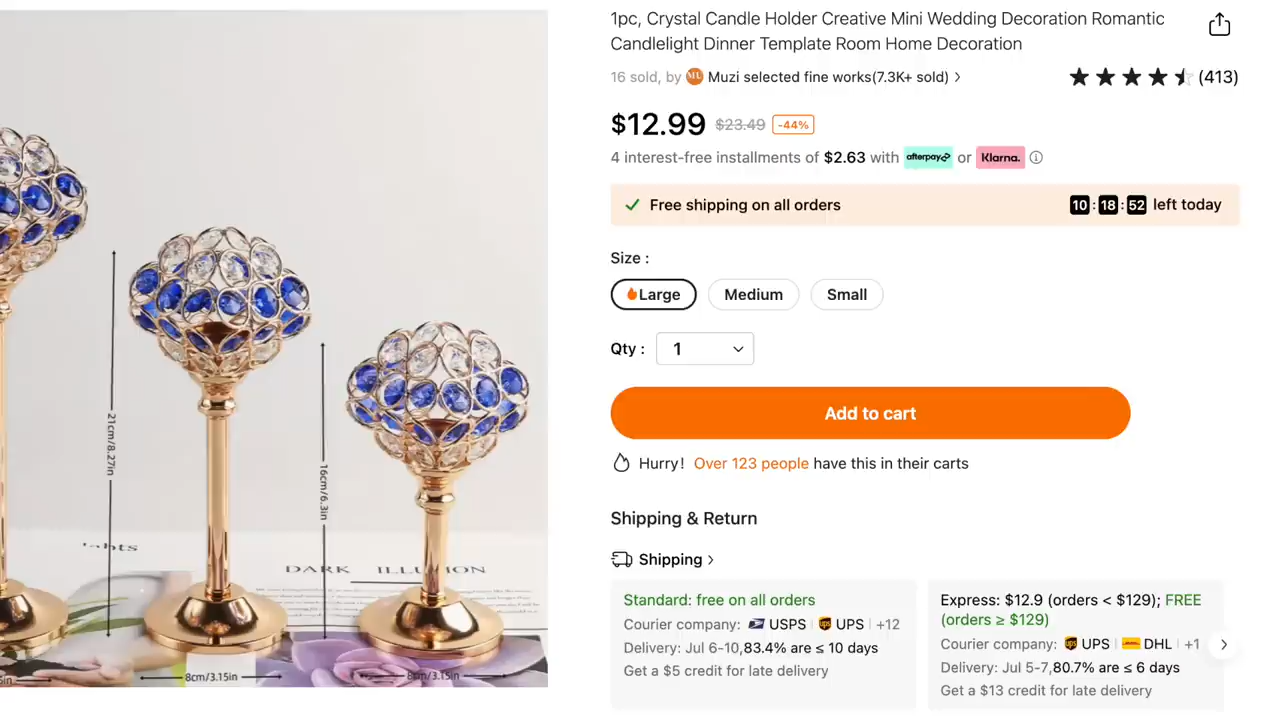 1pc, Crystal Candle Holder Creative Mini Wedding Decoration Romantic
Candlelight Dinner Template Room Home Decoration
16 sold, by MU Muzi selected fine works(7.3K+ sold) >
(413)
$12.99 $23.49 -44%
4 interest-free installments of $2.63 with afterpay or Klarna.
Free shipping on all orders 10 : 18 : 52 left today
Size :
Large Medium Small
Qty : 1
Add to cart
Hurry! Over 123 people have this in their carts
Shipping & Return
Shipping >
Standard: free on all orders
Courier company: USPS | UPS | +12
Delivery: Jul 6-10,83.4% are ≤ 10 days
Get a $5 credit for late delivery
Express: $12.9 (orders < $129); FREE
(orders ≥ $129)
Courier company: UPS | DHL | +1
Delivery: Jul 5-7,80.7% are ≤ 6 days
Get a $13 credit for late delivery
21cm/8.27in
16cm/6.3in
DARK ILLUSION
8cm/3.15in
8cm/3.15in